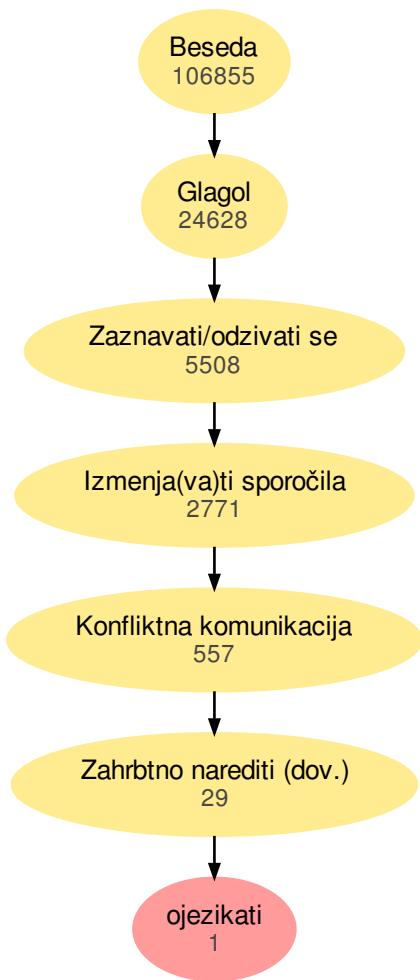 Beseda
106855
Glagol
24628
Zaznavati/odzivati se
5508
Izmenja(va)ti sporočila
2771
Konfliktna komunikacija
557
Zahrbtno narediti (dov.)
29
ojezikati
1